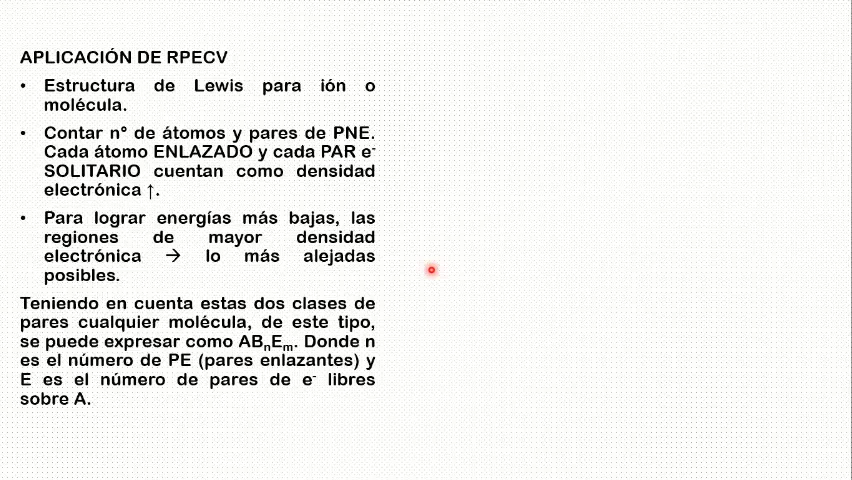 APLICACIÓN DE RPECV
• Estructura de Lewis para ión o
molécula.
• Contar n° de átomos y pares de PNE.
Cada átomo ENLAZADO y cada PAR e⁻
SOLITARIO cuentan como densidad
electrónica ↑.
• Para lograr energías más bajas, las
regiones de mayor densidad
electrónica → lo más alejadas
posibles.
Teniendo en cuenta estas dos clases de
pares cualquier molécula, de este tipo,
se puede expresar como ABₙEₘ. Donde n
es el número de PE (pares enlazantes) y
E es el número de pares de e⁻ libres
sobre A.